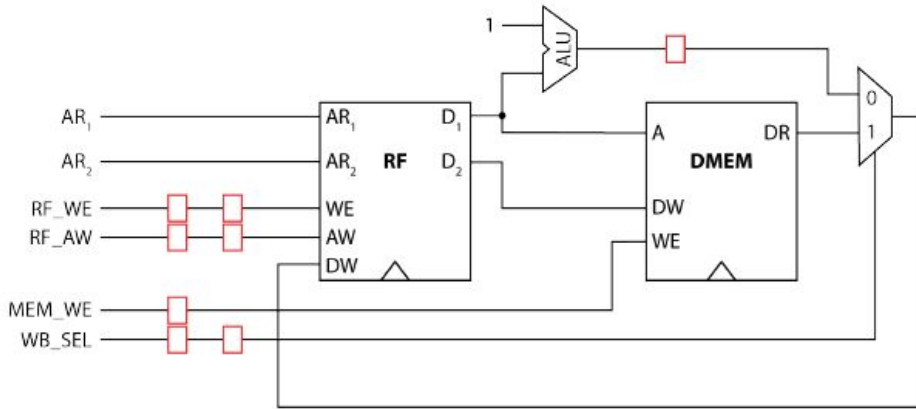 1
ALU
0
1
AR₁
AR₂
RF_WE
RF_AW
MEM_WE
WB_SEL
AR₁ D₁
AR₂ RF D₂
WE
AW
DW
A DR
DMEM
DW
WE